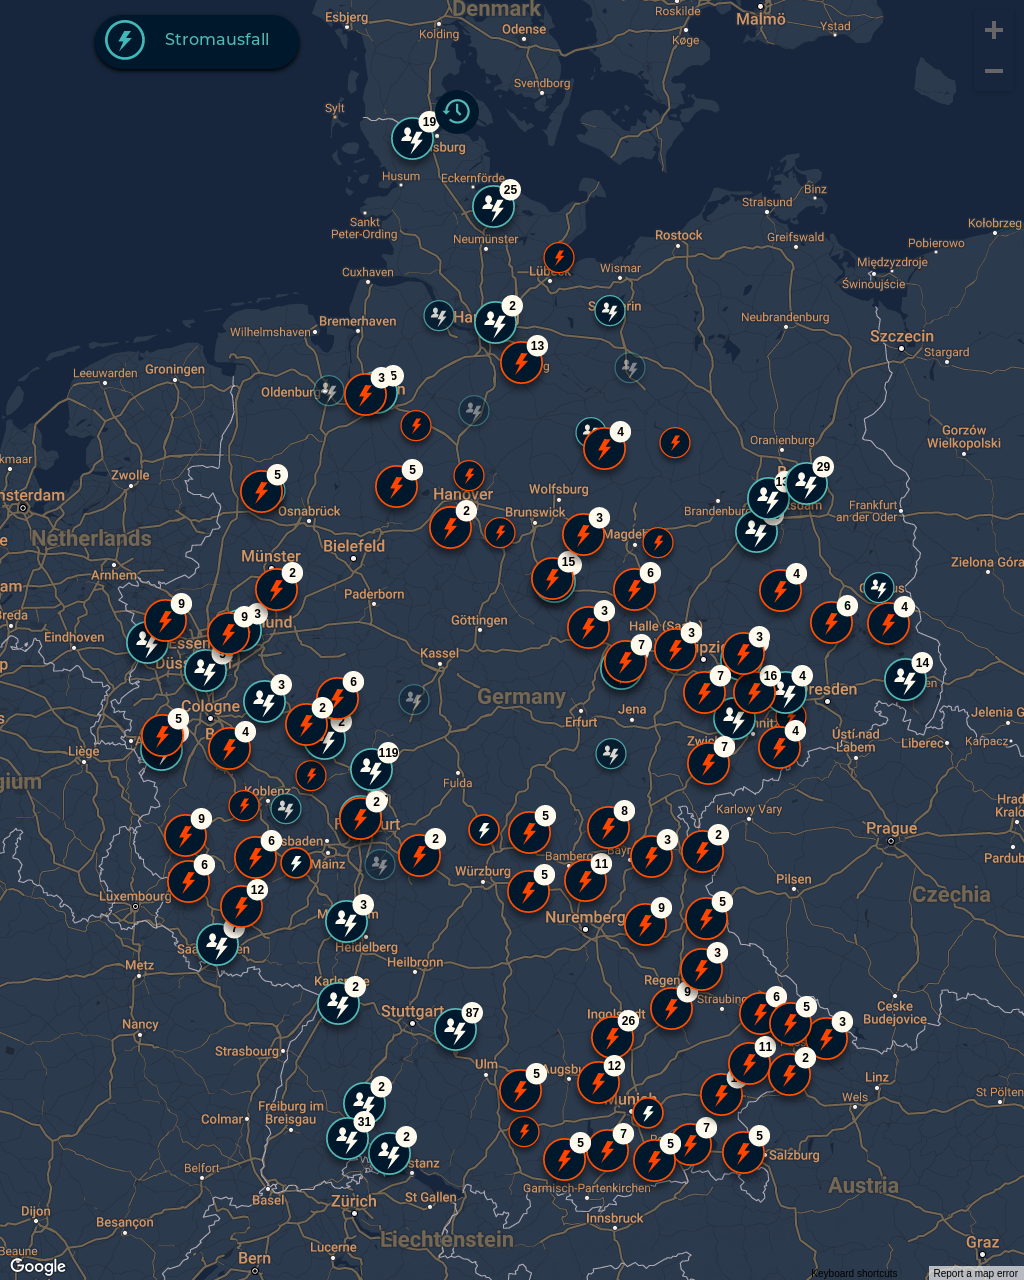 Denmark
Esbjerg
Kolding
Odense
Roskilde
Malmö
Ystad
Køge
Stromausfall
+
−
Svendborg
Sylt
19
sburg
Husum
Eckernförde
25
Binz
Stralsund
Sankt
Peter-Ording
Neumünster
Rostock
Greifswald
Kołobrzeg
Pobierowo
Międzyzdroje
Świnoujście
Cuxhaven
Lübeck
Wismar
2
Bremerhaven
Wilhelmshaven
Neubrandenburg
Szczecin
Stargard
13
Groningen
Leeuwarden
3
5
Oldenburg
4
Gorzów
Wielkopolski
Oranienburg
Zwolle
5
5
29
13
Hanover
Wolfsburg
2
Osnabrück
Brunswick
3
Brandenburg
sdam
Frankfurt
an der Oder
Netherlands
Bielefeld
Münster
15
6
4
Zielona Góra
Arnhem
2
Paderborn
9
9
3
3
6
4
Göttingen
Eindhoven
Essen
und
Halle (Sa
3
7
3
Kassel
14
Cologne
3
6
Germany
7
16
4
resden
2
2
5
4
Erfurt
Jena
Zwic
Ústí nad
Labem
Liberec
Jelenia G
Karpacz
4
7
Liège
119
Koblenz
Fulda
2
Karlovy Vary
Prague
9
6
5
8
3
2
Hrad
Králo
Pardub
sbaden
Mainz
2
Würzburg
Bamberg
Bayr
11
6
12
5
Pilsen
Czechia
Luxembourg
3
Nuremberg
9
5
Heidelberg
Heilbronn
Metz
3
9
2
Regen
Straubing
6
5
3
Ceske
Budejovice
Nancy
Stuttgart
87
Ingolstadt
26
Strasbourg
11
2
Ulm
5
Augsbu
12
Linz
Wels
St Pölten
2
Freiburg im
Breisgau
Colmar
31
2
Munich
5
7
5
7
5
Salzburg
Belfort
stanz
Basel
Zürich
St Gallen
Garmisch-Partenkirchen
Austria
Dijon
Besançon
Innsbruck
Lucerne
Liechtenstein
Graz
Beaune
Bern
Google
Keyboard shortcuts
Report a map error